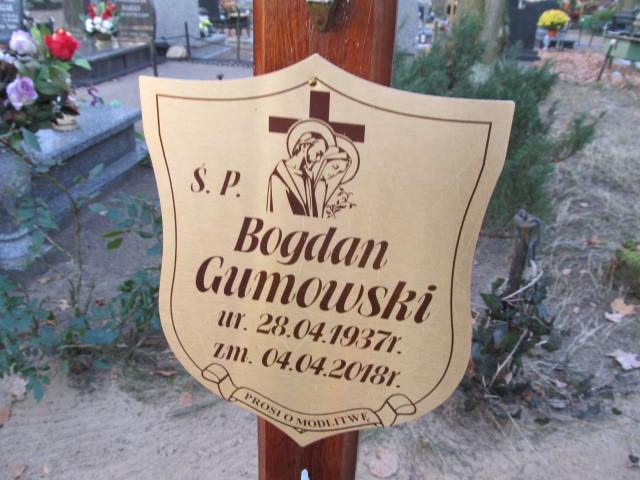 Ś. P.
Bogdan
Gumowski
ur. 28.04.1937r.
zm. 04.04.2018r.
PROSI O MODLITWĘ